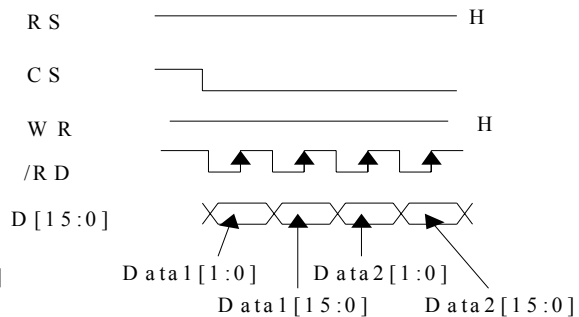 RS H
CS
WR H
/RD
D[15:0]
Data1[1:0] Data2[1:0]
]
Data1[15:0] Data2[15:0]